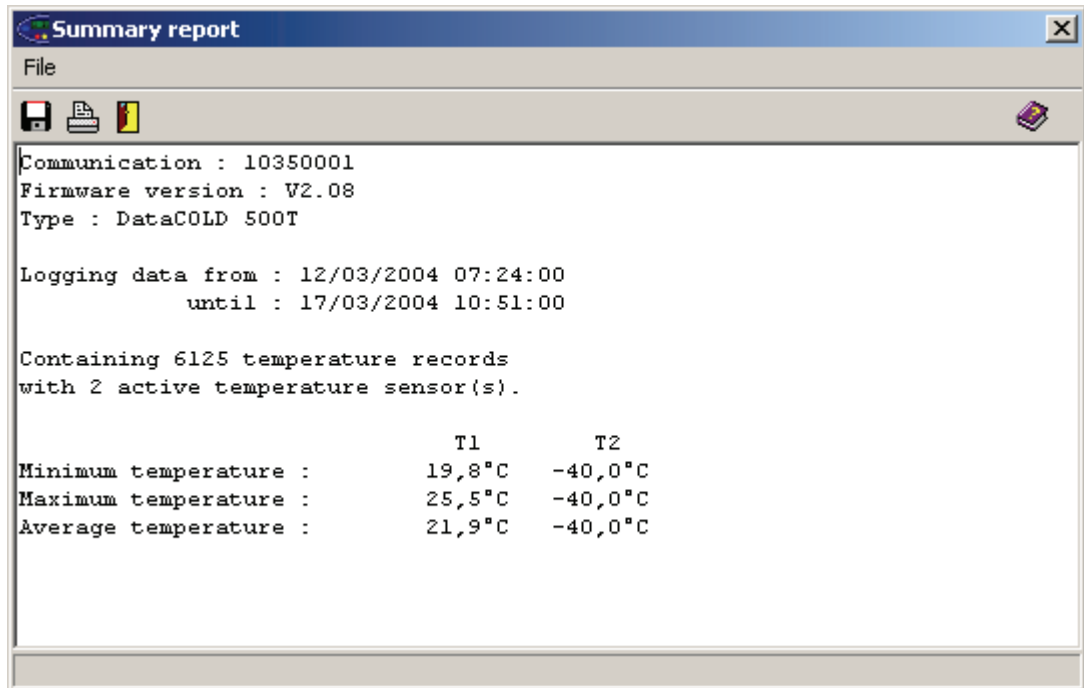 Summary report
File
Communication : 10350001
Firmware version : V2.08
Type : DataCOLD 500T
Logging data from : 12/03/2004 07:24:00
until : 17/03/2004 10:51:00
Containing 6125 temperature records
with 2 active temperature sensor(s).
T1 T2
Minimum temperature : 19,8°C -40,0°C
Maximum temperature : 25,5°C -40,0°C
Average temperature : 21,9°C -40,0°C